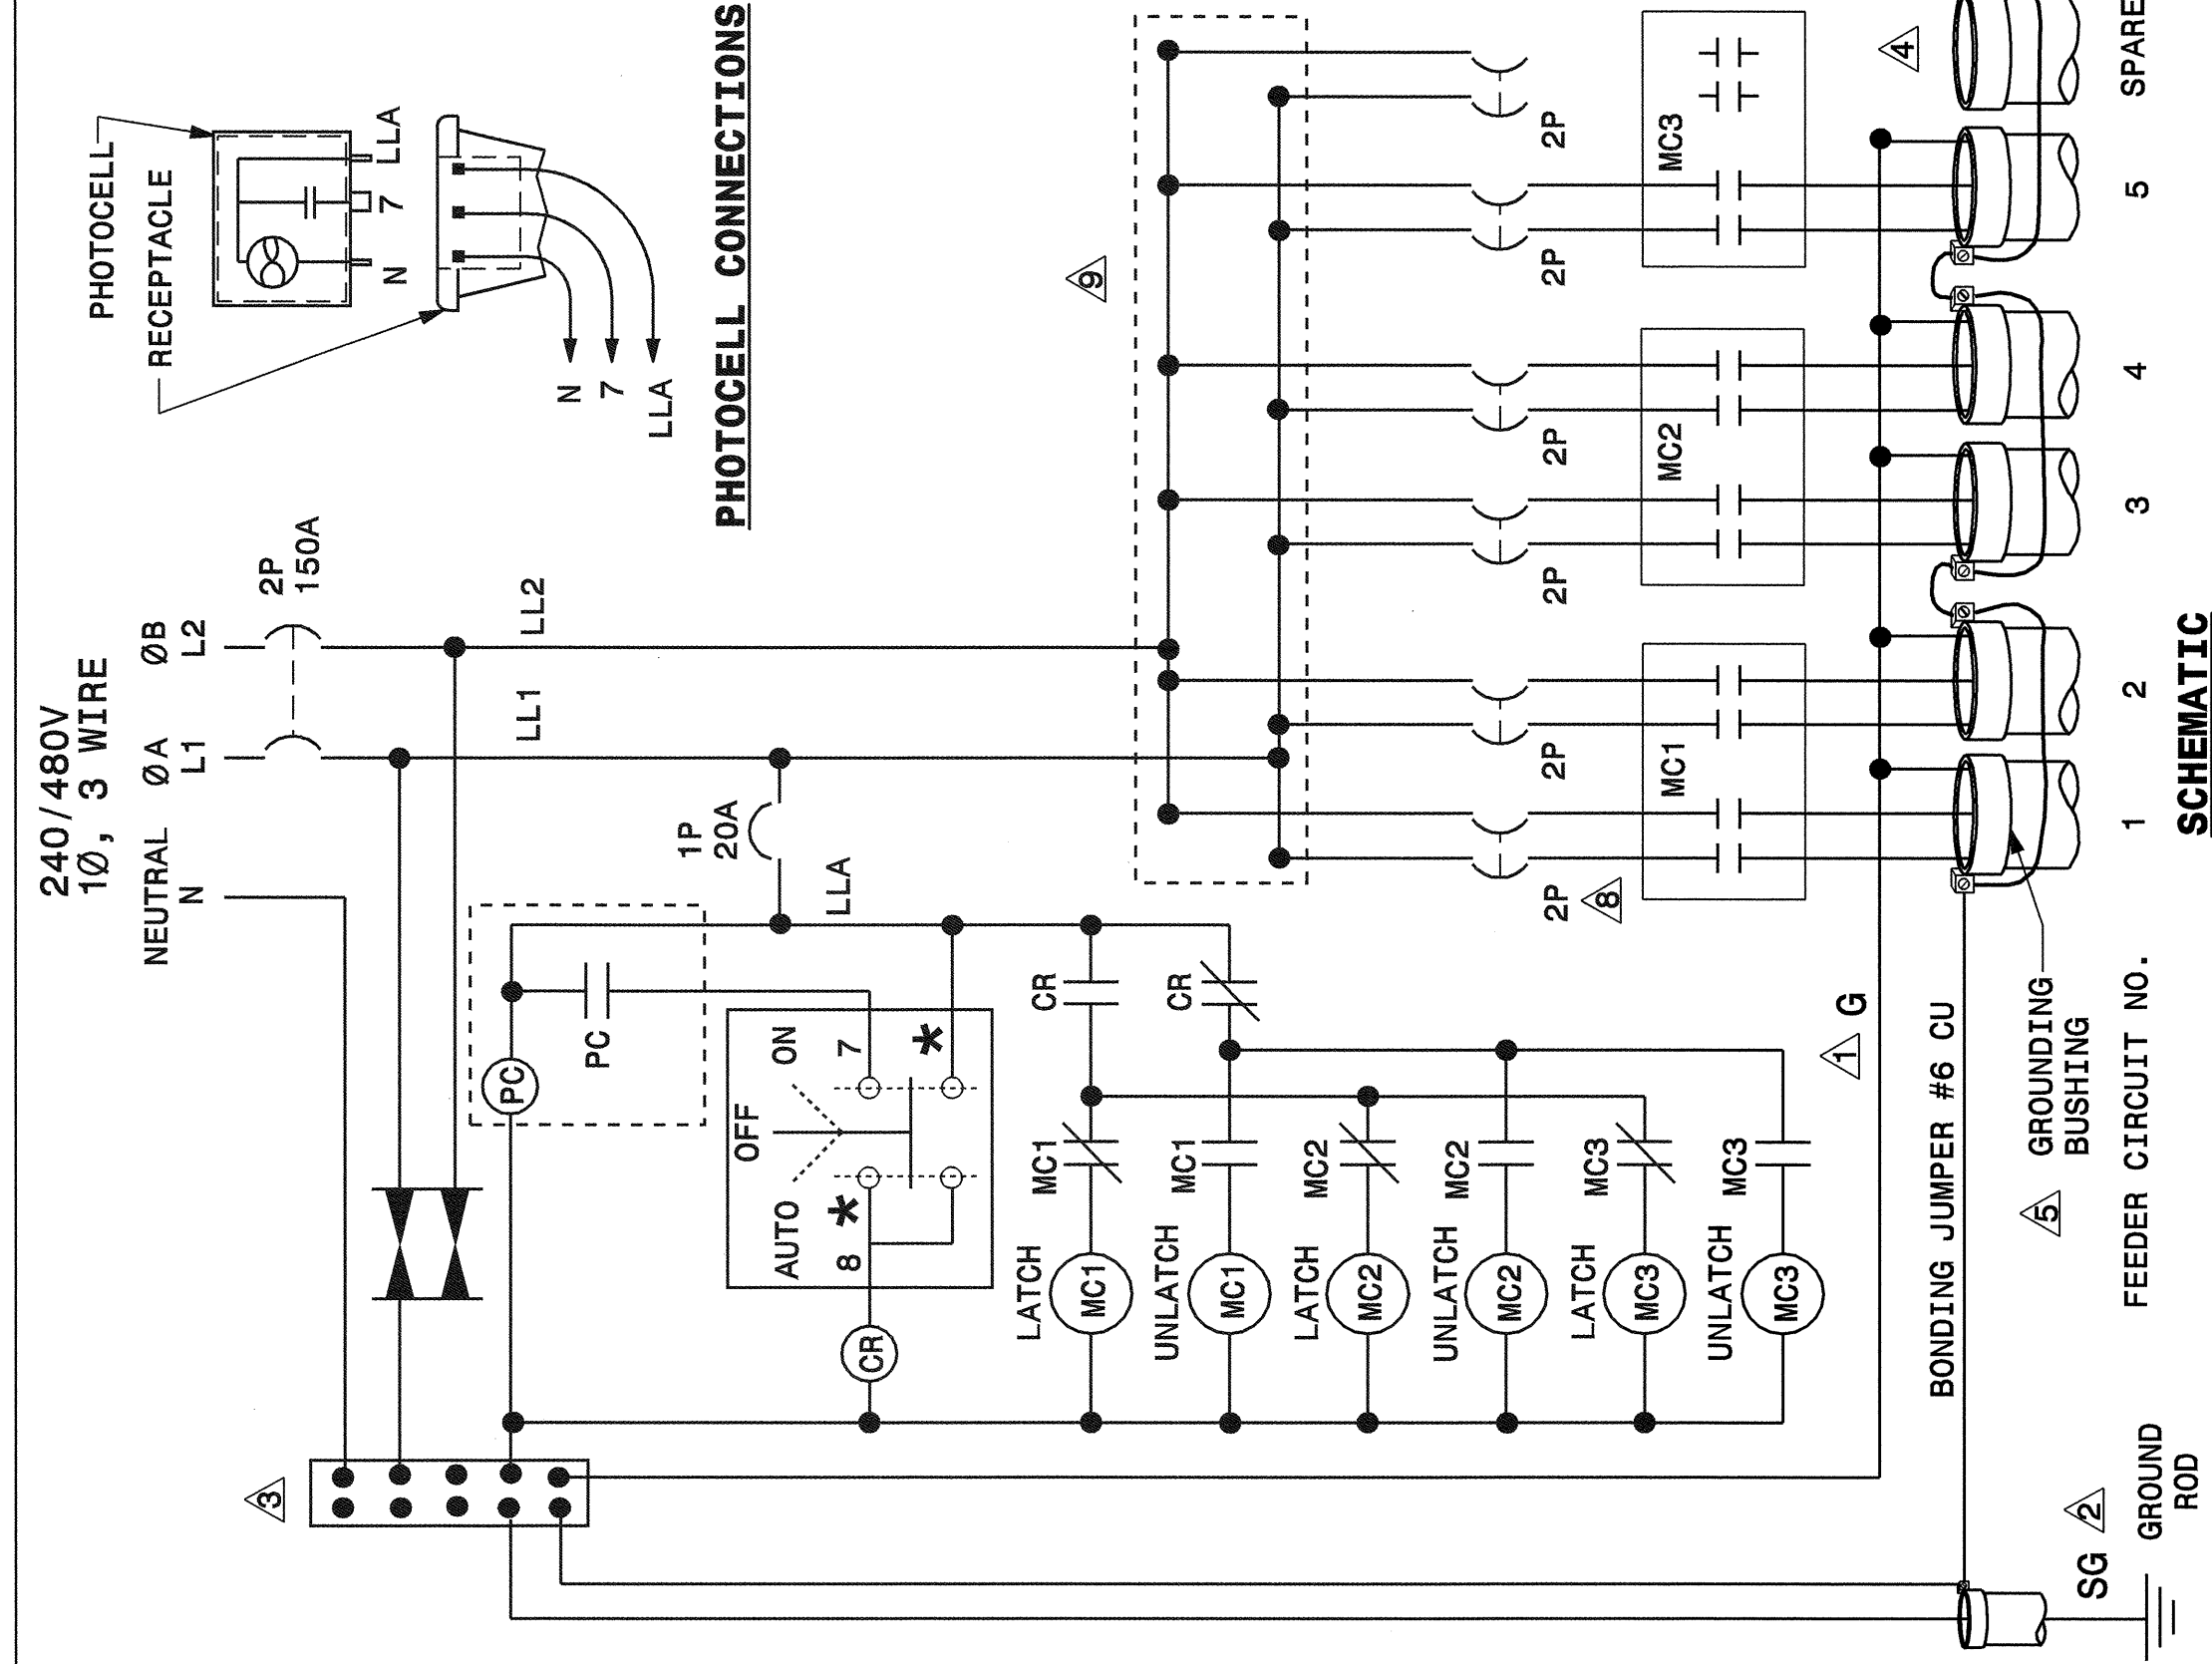 240/480V
1Ø, 3 WIRE
NEUTRAL ØA ØB
N L1 L2
2P
150A
LL1 LL2
1P
20A
LLA
PHOTOCELL
RECEPTACLE
N 7 LLA
N
7
LLA
PHOTOCELL CONNECTIONS
3
PC
PC
AUTO OFF ON
8 7
*
*
CR
CR
CR
LATCH MC1 MC1
UNLATCH MC1 MC1
LATCH MC2 MC2
UNLATCH MC2 MC2
LATCH MC3 MC3
UNLATCH MC3 MC3
9
2P 2P 2P 2P 2P 2P
8
MC1 MC2 MC3
1 G
4
BONDING JUMPER #6 CU
5 GROUNDING
BUSHING
SG 2
GROUND
ROD
FEEDER CIRCUIT NO. 1 2 3 4 5 SPARE
SCHEMATIC